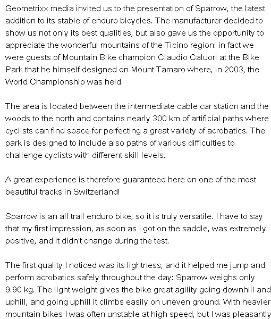 Geometrixx media invited us to the presentation of Sparrow, the latest
addition to its stable of enduro bicycles. The manufacturer decided to
show us not only its best qualities, but also gave us the opportunity to
appreciate the wonderful mountains of the Ticino region: in fact we
were guests of Mountain Bike champion Claudio Caluori at the Bike
Park that he himself designed on Mount Tamaro where, in 2003, the
World Championship was held.
The area is located between the intermediate cable car station and the
woods to the north and contains nearly 300 km of artificial paths where
cyclists can find space for perfecting a great variety of acrobatics. The
park is designed to include also paths of various difficulties to
challenge cyclists with different skill levels.
A great experience is therefore guaranteed here on one of the most
beautiful tracks in Switzerland!
Sparrow is an all trail enduro bike, so it is truly versatile. I have to say
that my first impression, as soon as I got on the saddle, was extremely
positive, and it didn't change during the test.
The first quality I noticed was its lightness, and it helped me jump and
perform acrobatics safely throughout the day: Sparrow weighs only
9.90 kg. The light weight gives the bike great agility going downhill and
uphill, and going uphill it climbs easily on uneven ground. With heavier
mountain bikes I was often unstable at high speed, but I was pleasantly